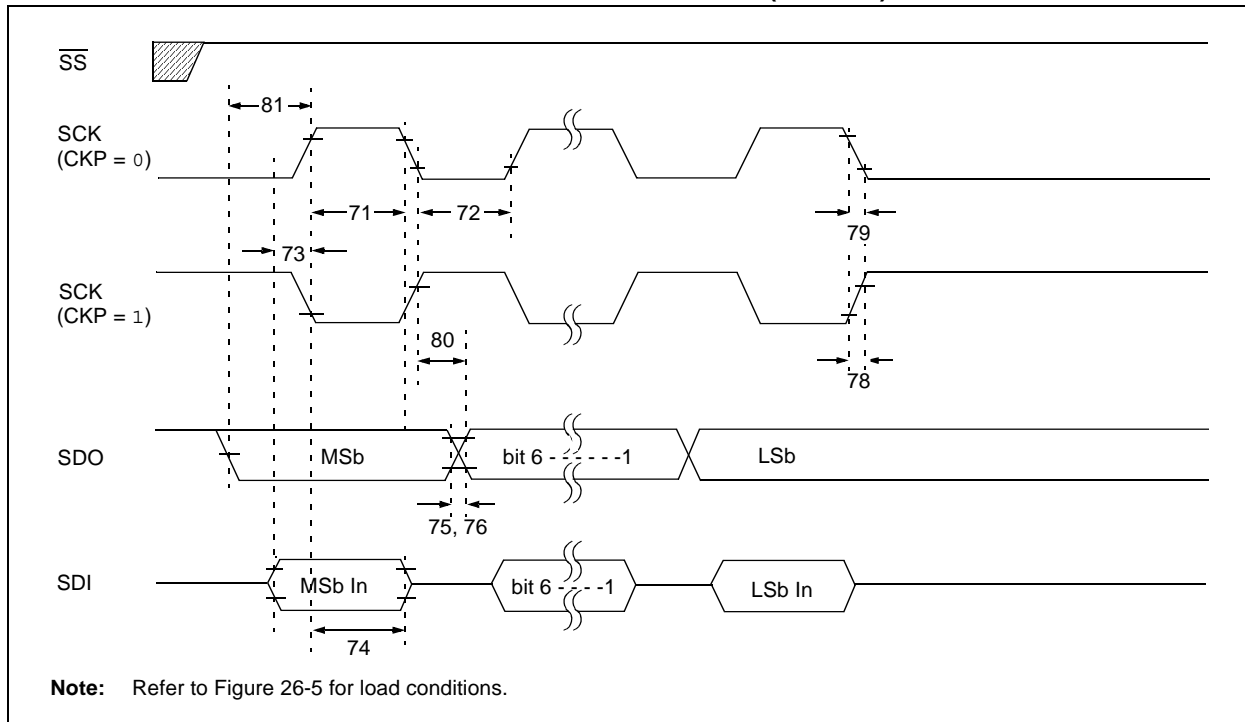 SS
81
SCK
(CKP = 0)
71
72
79
73
SCK
(CKP = 1)
80
78
SDO
MSb
bit 6 - - - - - - -1
LSb
75, 76
SDI
MSb In
bit 6 - - - - -1
LSb In
74
Note: Refer to Figure 26-5 for load conditions.